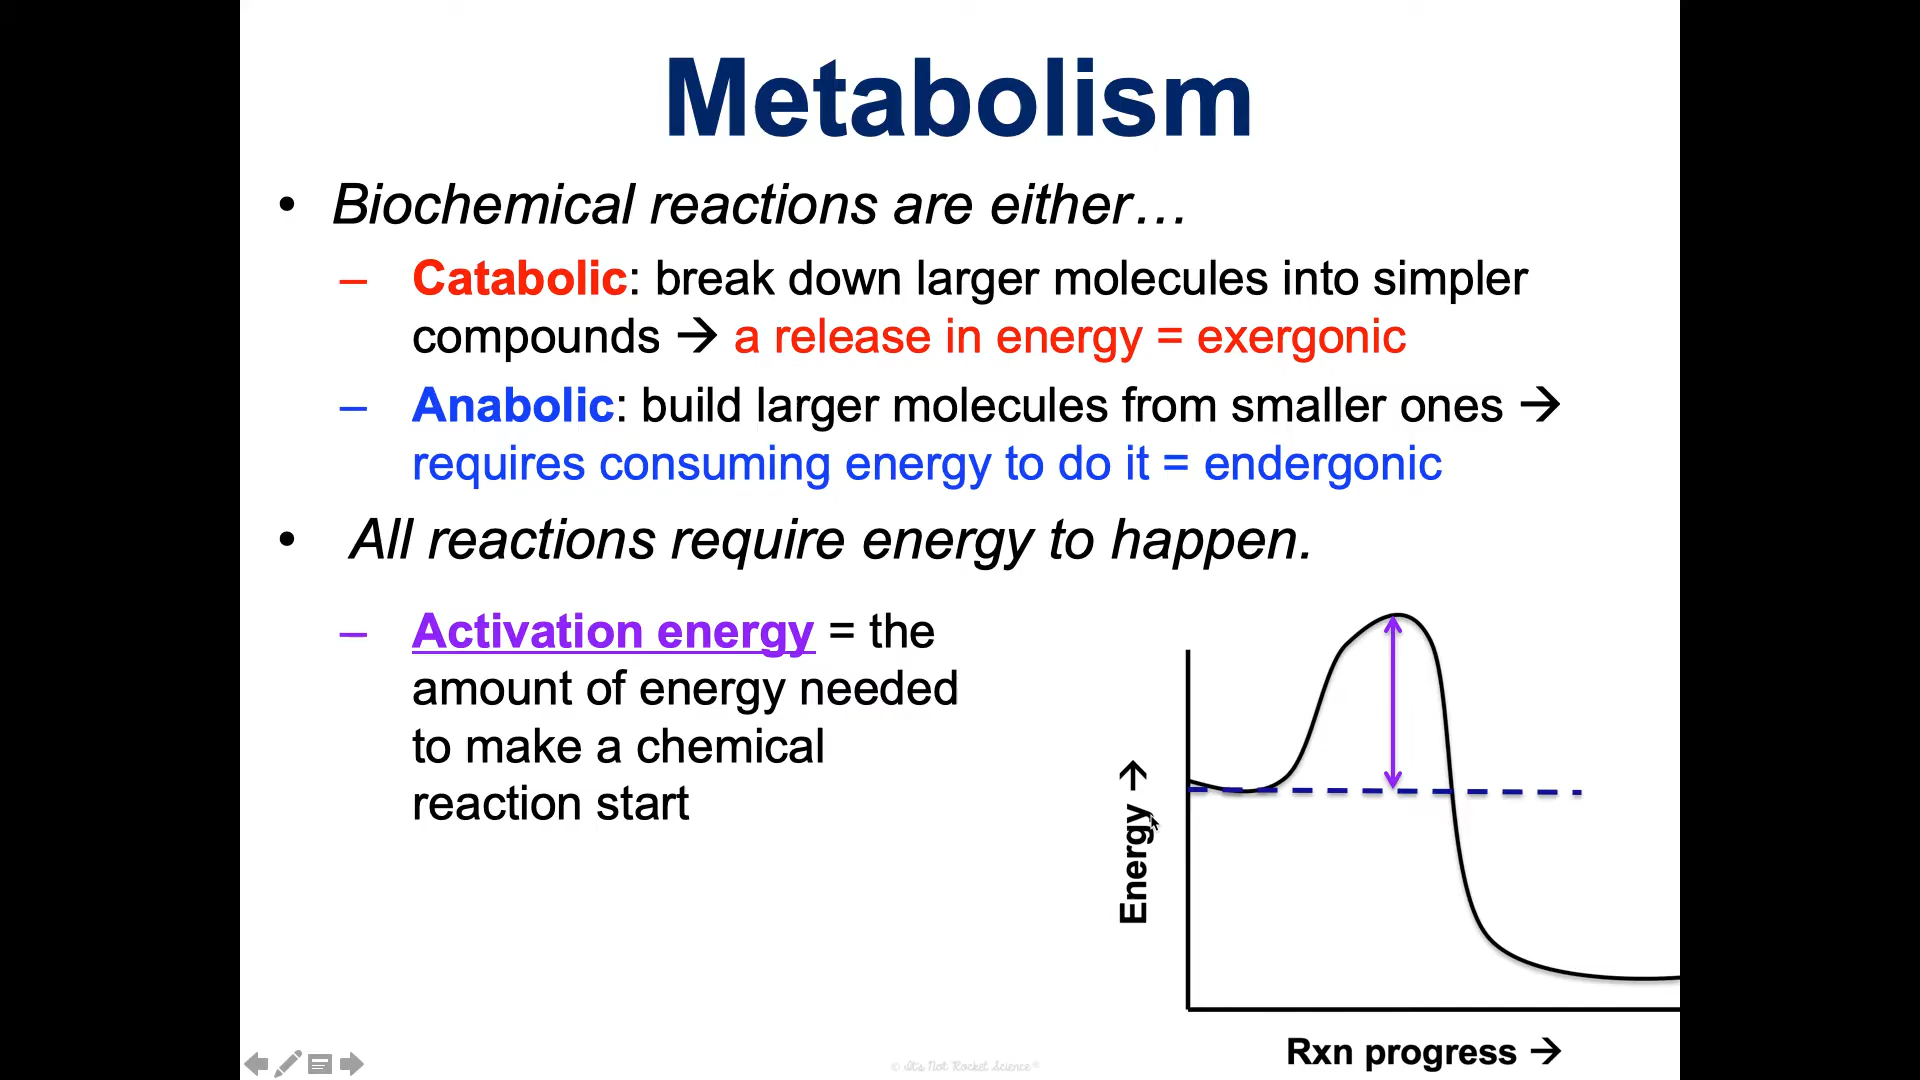 Metabolism
• Biochemical reactions are either…
– Catabolic: break down larger molecules into simpler
compounds → a release in energy = exergonic
– Anabolic: build larger molecules from smaller ones →
requires consuming energy to do it = endergonic
• All reactions require energy to happen.
– Activation energy = the
amount of energy needed
to make a chemical
reaction start
Energy →
Rxn progress →
© It's Not Rocket Science®